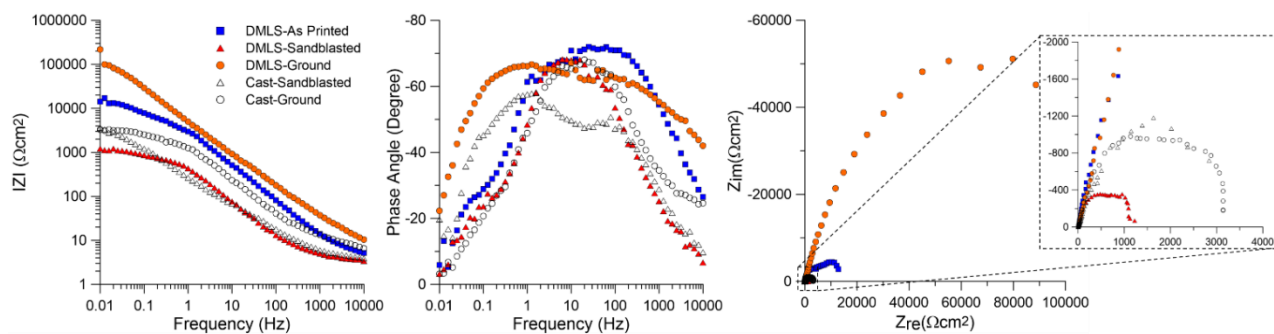 1000000
100000
10000
1000
100
10
1
IZI (Ωcm2)
0.01 0.1 1 10 100 1000 10000
Frequency (Hz)
DMLS-As Printed
DMLS-Sandblasted
DMLS-Ground
Cast-Sandblasted
Cast-Ground
-80
-60
-40
-20
0
Phase Angle (Degree)
0.01 0.1 1 10 100 1000 10000
Frequency (Hz)
-60000
-40000
-20000
0
Zim(Ωcm2)
0 20000 40000 60000 80000 100000
Zre(Ωcm2)
-2000
-1600
-1200
-800
-400
0
0 1000 2000 3000 4000